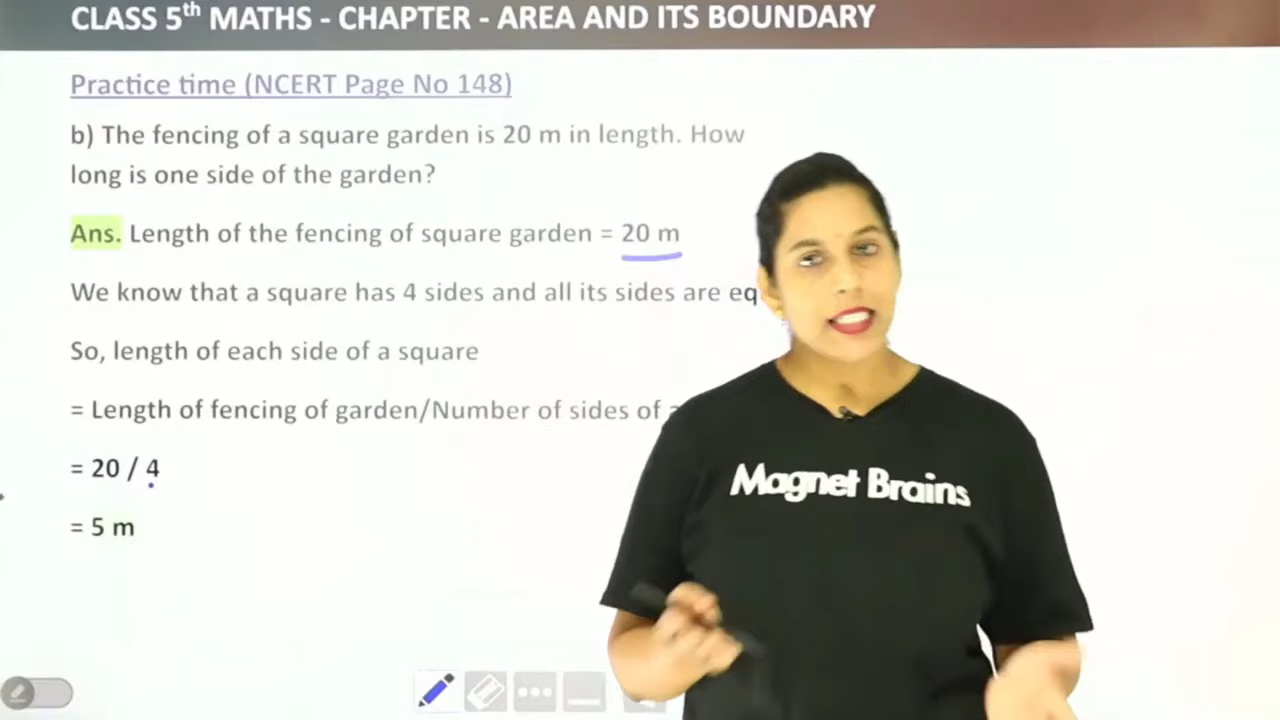 CLASS 5th MATHS - CHAPTER - AREA AND ITS BOUNDARY
Practice time (NCERT Page No 148)
b) The fencing of a square garden is 20 m in length. How
long is one side of the garden?
Ans. Length of the fencing of square garden = 20 m
We know that a square has 4 sides and all its sides are eq
So, length of each side of a square
= Length of fencing of garden/Number of sides of
= 20 / 4
= 5 m
Magnet Brains